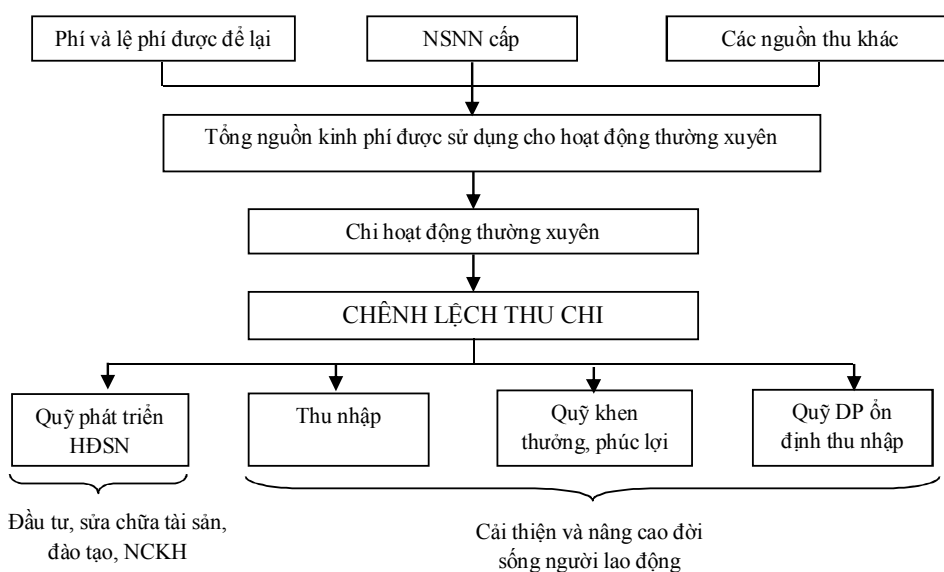 Phí và lệ phí được để lại
NSNN cấp
Các nguồn thu khác
Tổng nguồn kinh phí được sử dụng cho hoạt động thường xuyên
Chi hoạt động thường xuyên
CHÊNH LỆCH THU CHI
Quỹ phát triển
HĐSN
Thu nhập
Quỹ khen
thưởng, phúc lợi
Quỹ DP ổn
định thu nhập
Đầu tư, sửa chữa tài sản,
đào tạo, NCKH
Cải thiện và nâng cao đời
sống người lao động